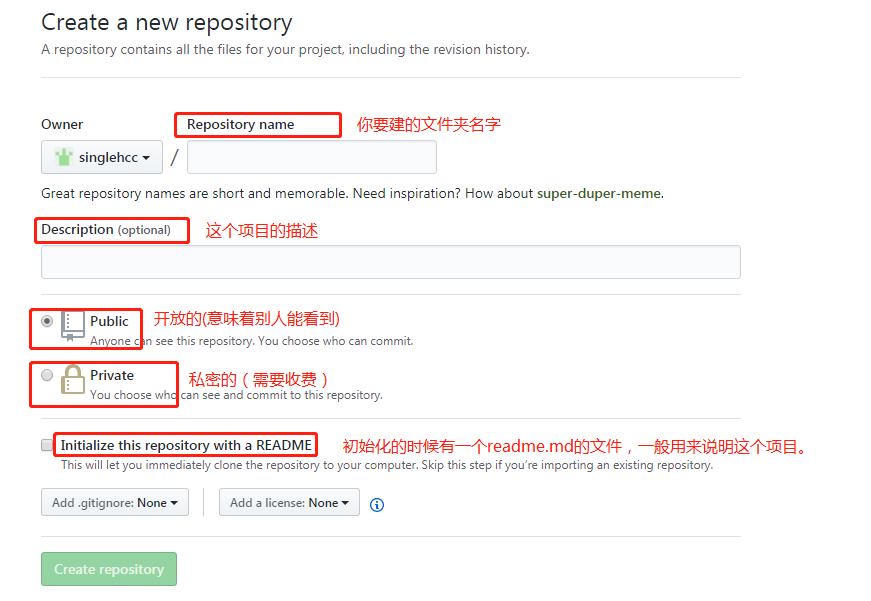 Create a new repository
A repository contains all the files for your project, including the revision history.
Owner
Repository name
你要建的文件夹名字
singlehcc
/
Great repository names are short and memorable. Need inspiration? How about super-duper-meme.
Description (optional)
这个项目的描述
Public
开放的(意味着别人能看到)
Anyone can see this repository. You choose who can commit.
Private
私密的（需要收费）
You choose who can see and commit to this repository.
Initialize this repository with a README
初始化的时候有一个readme.md的文件，一般用来说明这个项目。
This will let you immediately clone the repository to your computer. Skip this step if you’re importing an existing repository.
Add .gitignore: None
Add a license: None
Create repository